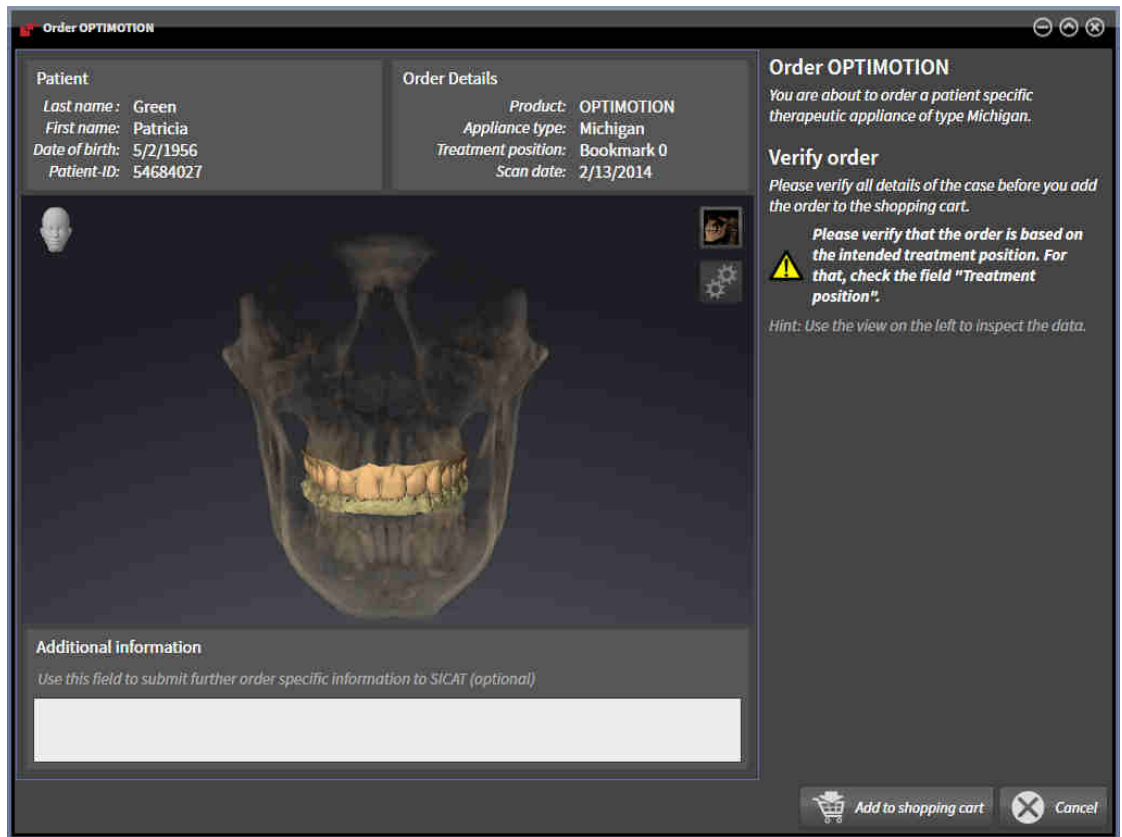 Order OPTIMOTION
Patient
Last name : Green
First name: Patricia
Date of birth: 5/2/1956
Patient-ID: 54684027
Order Details
Product: OPTIMOTION
Appliance type: Michigan
Treatment position: Bookmark 0
Scan date: 2/13/2014
Additional information
Use this field to submit further order specific information to SICAT (optional)
Order OPTIMOTION
You are about to order a patient specific
therapeutic appliance of type Michigan.
Verify order
Please verify all details of the case before you add
the order to the shopping cart.
Please verify that the order is based on
the intended treatment position. For
that, check the field "Treatment
position".
Hint: Use the view on the left to inspect the data.
Add to shopping cart
Cancel